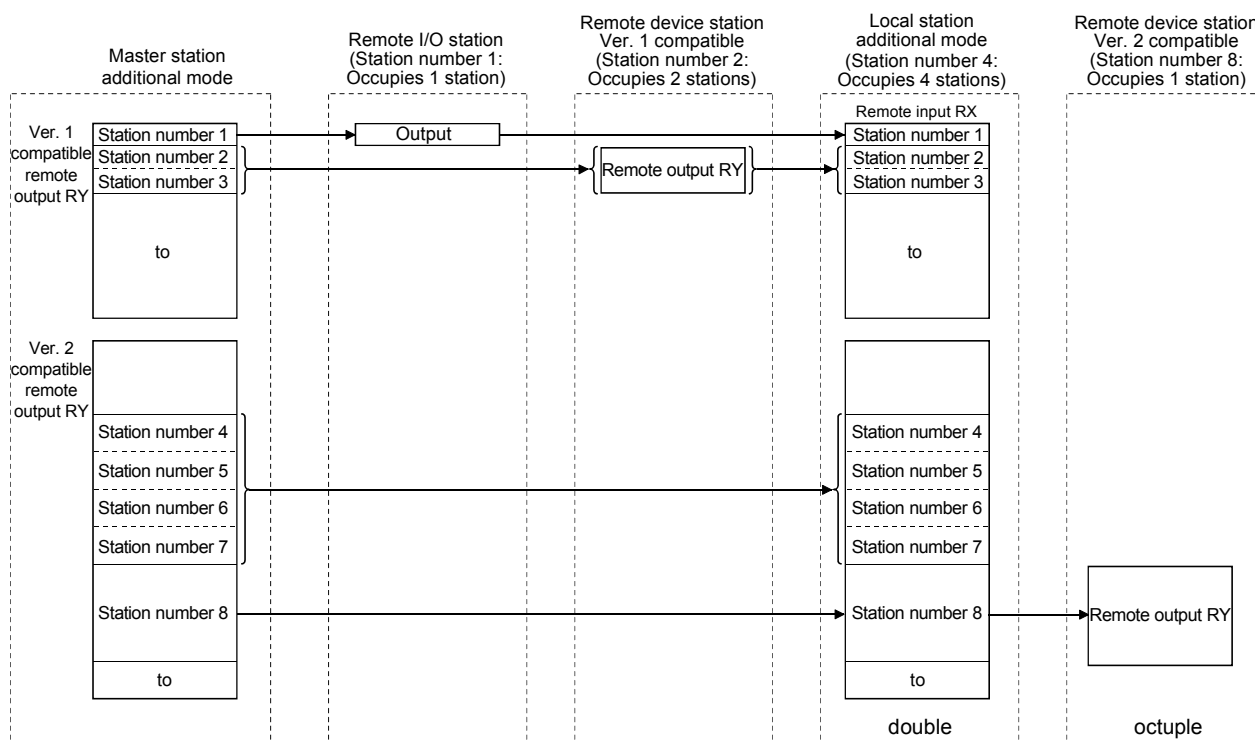 Master station
additional mode
Remote I/O station
(Station number 1:
Occupies 1 station)
Remote device station
Ver. 1 compatible
(Station number 2:
Occupies 2 stations)
Local station
additional mode
(Station number 4:
Occupies 4 stations)
Remote device station
Ver. 2 compatible
(Station number 8:
Occupies 1 station)
Ver. 1
compatible
remote
output RY
Station number 1
Station number 2
Station number 3
to
Output
Remote output RY
Remote input RX
Station number 1
Station number 2
Station number 3
to
Ver. 2
compatible
remote
output RY
Station number 4
Station number 5
Station number 6
Station number 7
Station number 8
to
Station number 4
Station number 5
Station number 6
Station number 7
Station number 8
to
Remote output RY
double
octuple